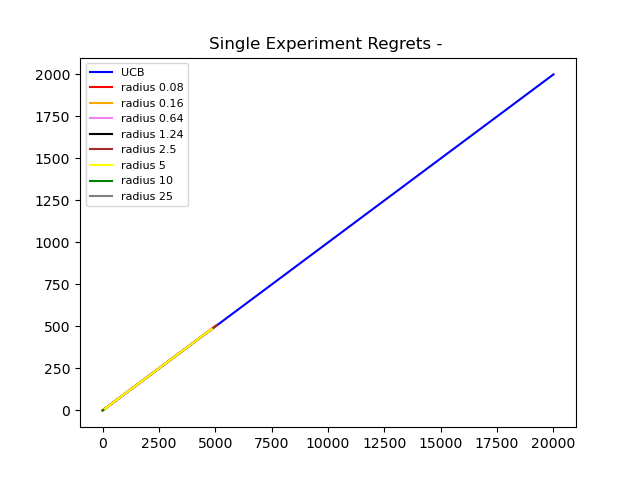 Single Experiment Regrets -
UCB
radius 0.08
radius 0.16
radius 0.64
radius 1.24
radius 2.5
radius 5
radius 10
radius 25
2000
1750
1500
1250
1000
750
500
250
0
0 2500 5000 7500 10000 12500 15000 17500 20000